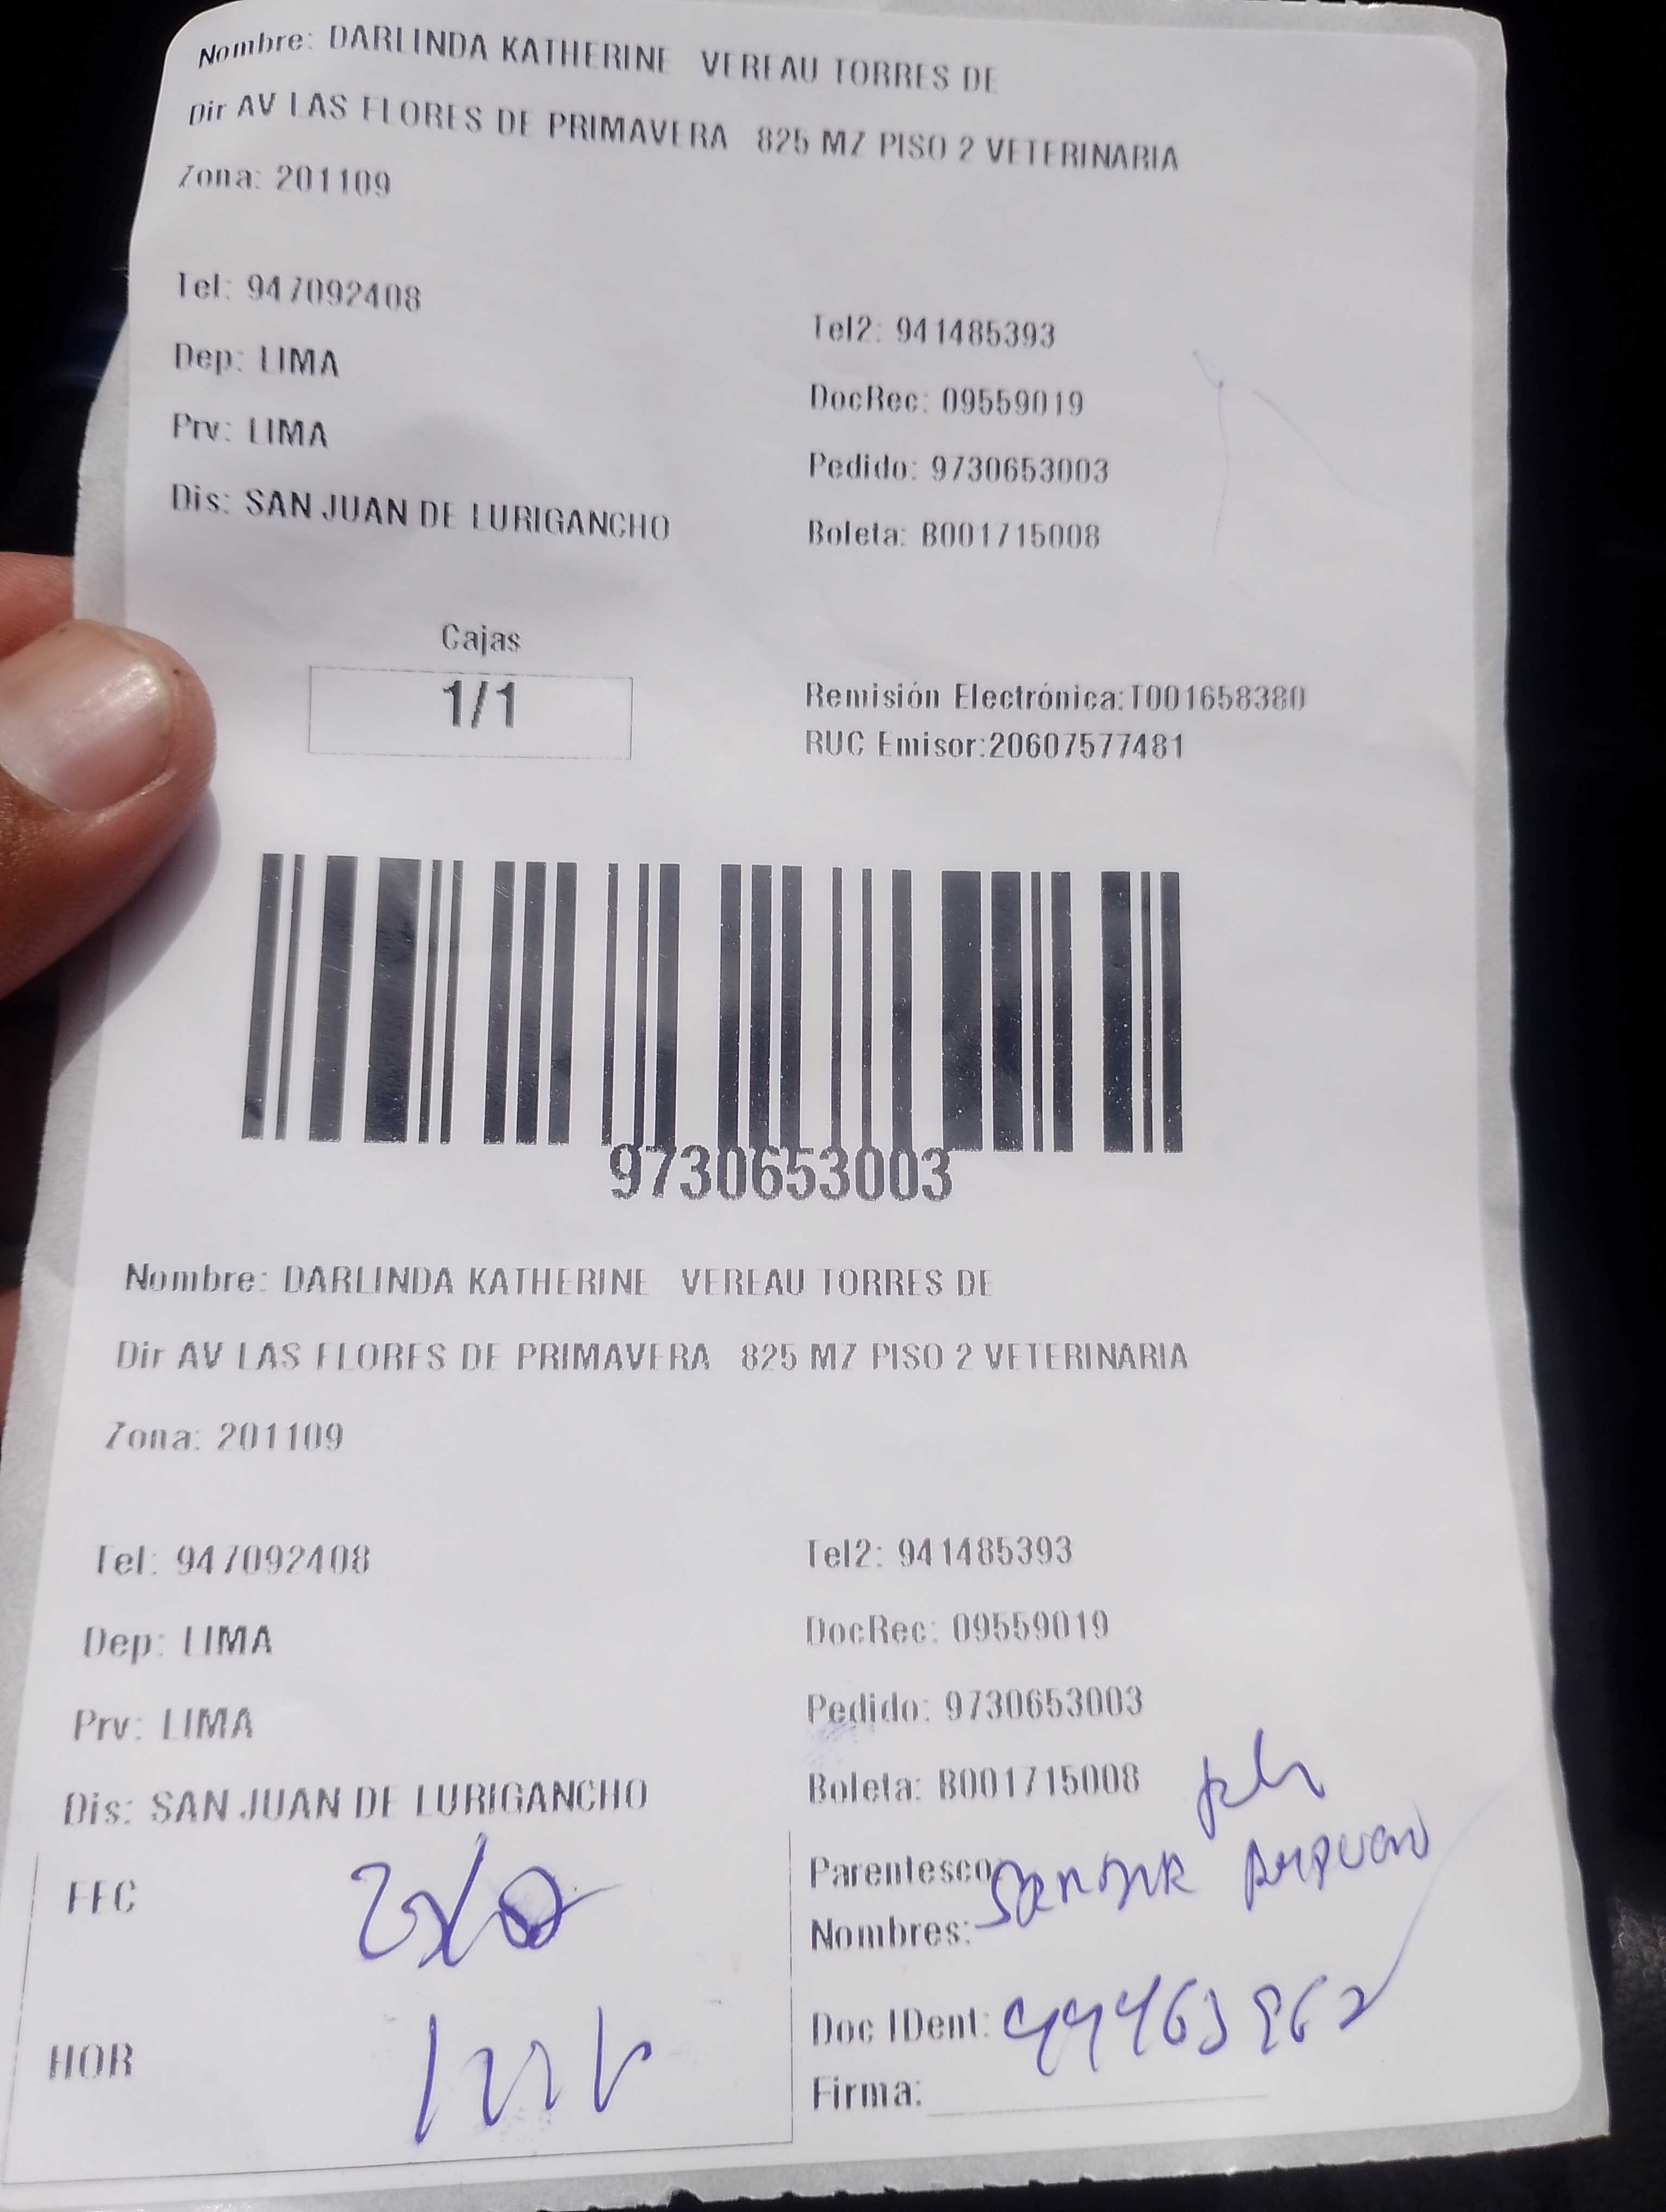 Nombre: DARLINDA KATHERINE VEREAU TORRES DE
Dir AV LAS FLORES DE PRIMAVERA 825 MZ PISO 2 VETERINARIA
Zona: 201109
Tel: 947092408
Tel2: 941485393
Dep: LIMA
DocRec: 09559019
Prv: LIMA
Pedido: 9730653003
Dis: SAN JUAN DE LURIGANCHO
Boleta: B001715008
Cajas
1/1
Remisión Electrónica:T001658380
RUC Emisor:20607577481
9730653003
Nombre: DARLINDA KATHERINE VEREAU TORRES DE
Dir AV LAS FLORES DE PRIMAVERA 825 MZ PISO 2 VETERINARIA
Zona: 201109
Tel: 947092408
Tel2: 941485393
Dep: LIMA
DocRec: 09559019
Prv: LIMA
Pedido: 9730653003
Dis: SAN JUAN DE LURIGANCHO
Boleta: B001715008
FEC
Parentesco
Nombres:
HOR
Doc IDent:
Firma: